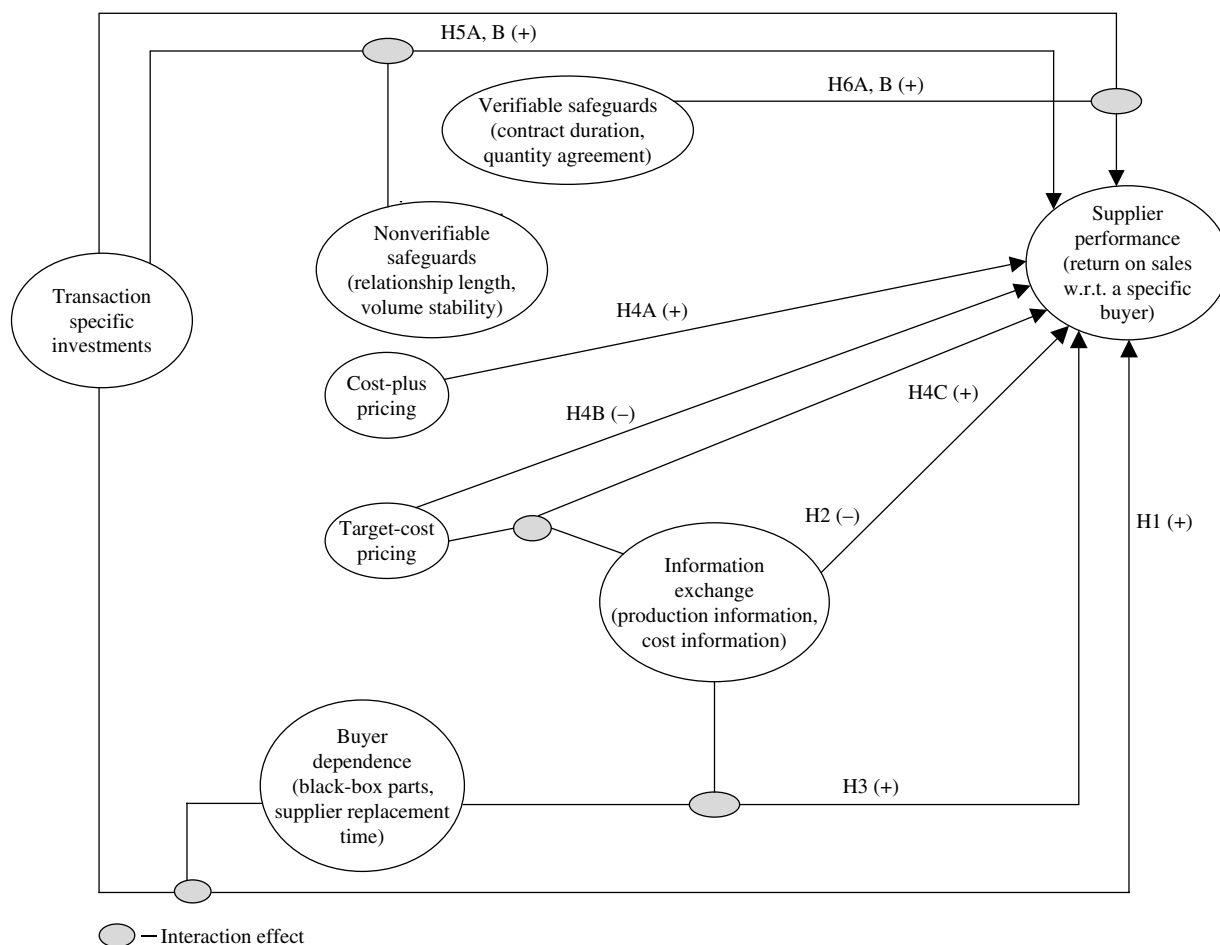 H5A, B (+)
H6A, B (+)
Verifiable safeguards
(contract duration,
quantity agreement)
Nonverifiable
safeguards
(relationship length,
volume stability)
Supplier
performance
(return on sales
w.r.t. a specific
buyer)
Transaction
specific
investments
H4A (+)
Cost-plus
pricing
H4B (–)
H4C (+)
Target-cost
pricing
H2 (–)
H1 (+)
Information
exchange
(production information,
cost information)
Buyer
dependence
(black-box parts,
supplier replacement
time)
H3 (+)
Interaction effect